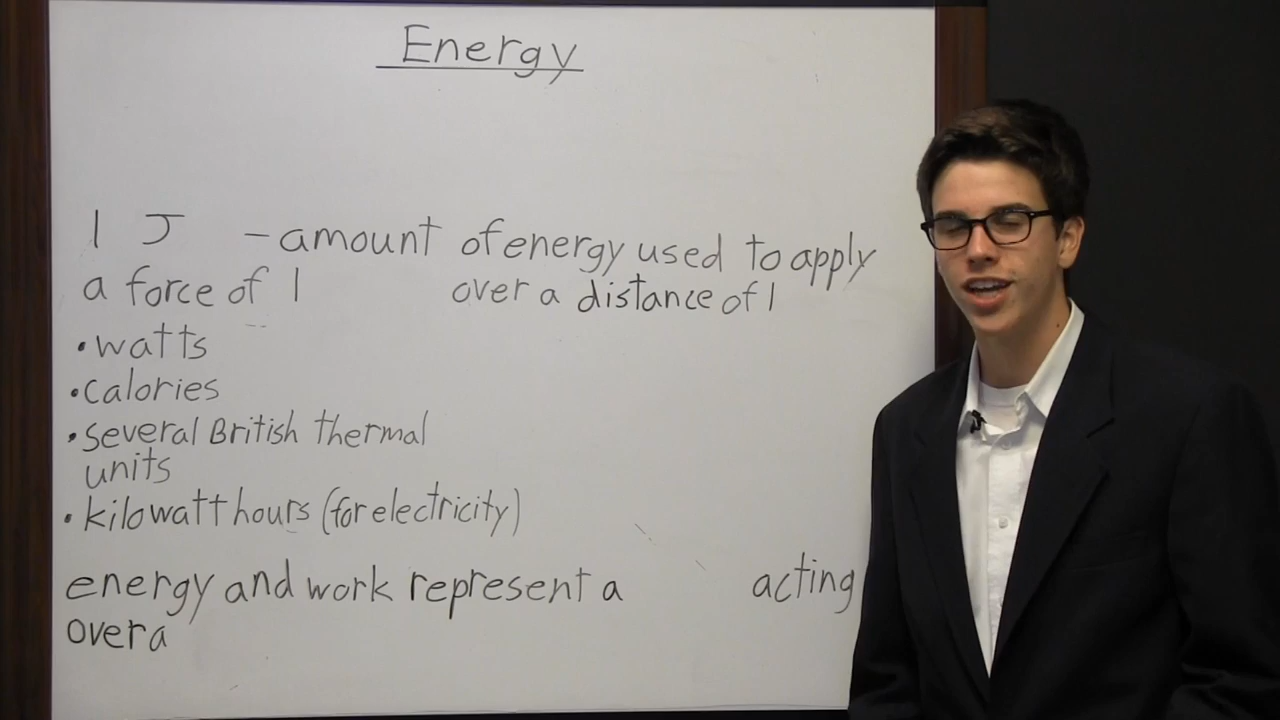 Energy
1 J - amount of energy used to apply
a force of 1 over a distance of 1
• watts
• calories
• several British thermal
units
• kilowatt hours (for electricity)
energy and work represent a acting
over a